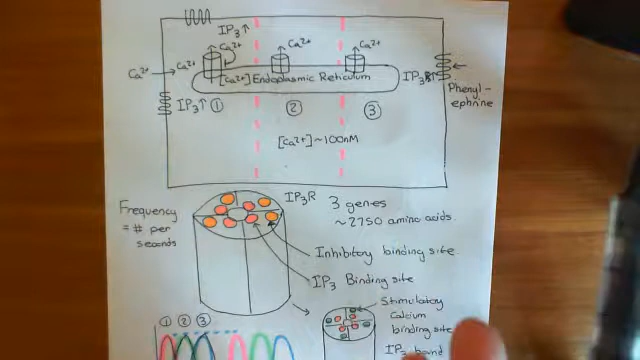 IP₃↑
Ca²⁺
Ca²⁺
Ca²⁺
Ca²⁺
Ca²⁺
[Ca²⁺] Endoplasmic Reticulum
Phenyl-
ephrine
IP₃↑ ①
②
③
[Ca²⁺] ~ 100nM
IP₃R
3 genes
~2750 amino acids.
Frequency
= # per
seconds
Inhibitory binding site.
IP₃ Binding site
Stimulatory
Calcium
binding site
IP₃ bound
① ② ③